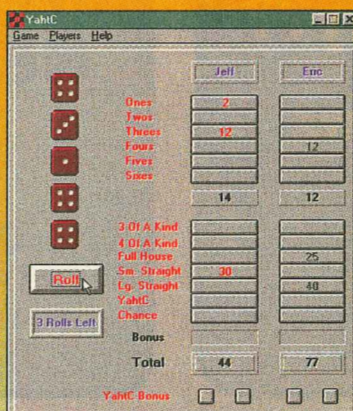 YahtC
Game Players Help
Jeff Eric
Ones 2
Twos
Threes 12
Fours 12
Fives
Sixes
14 12
3 Of A Kind
4 Of A Kind
Full House 25
Sm. Straight 30
Lg. Straight 40
YahtC
Chance
Roll
3 Rolls Left
Bonus
Total 44 77
YahtC Bonus